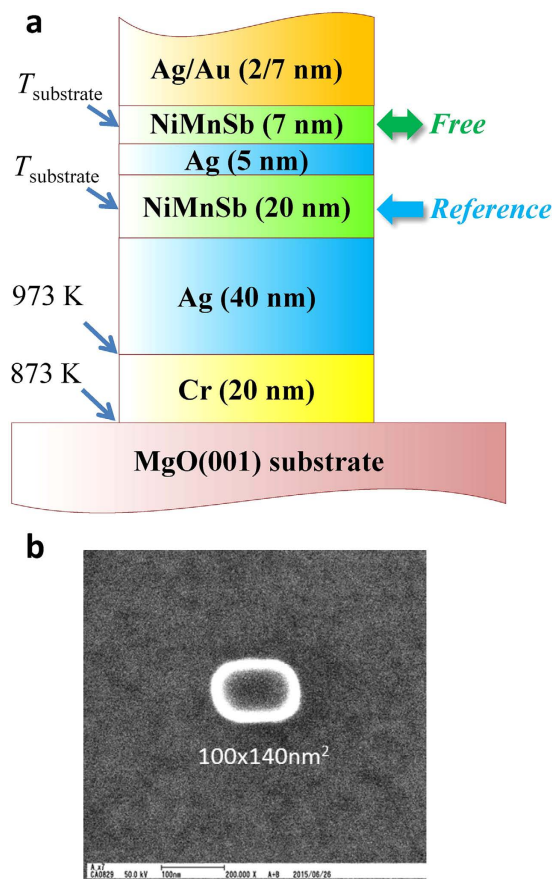 a
Ag/Au (2/7 nm)
Tsubstrate
NiMnSb (7 nm)
Free
Ag (5 nm)
Tsubstrate
NiMnSb (20 nm)
Reference
973 K
Ag (40 nm)
873 K
Cr (20 nm)
MgO(001) substrate
b
100x140nm²
A.x7
CA0829 50.0 kV 100nm 200.000 X A+B 2015/06/26